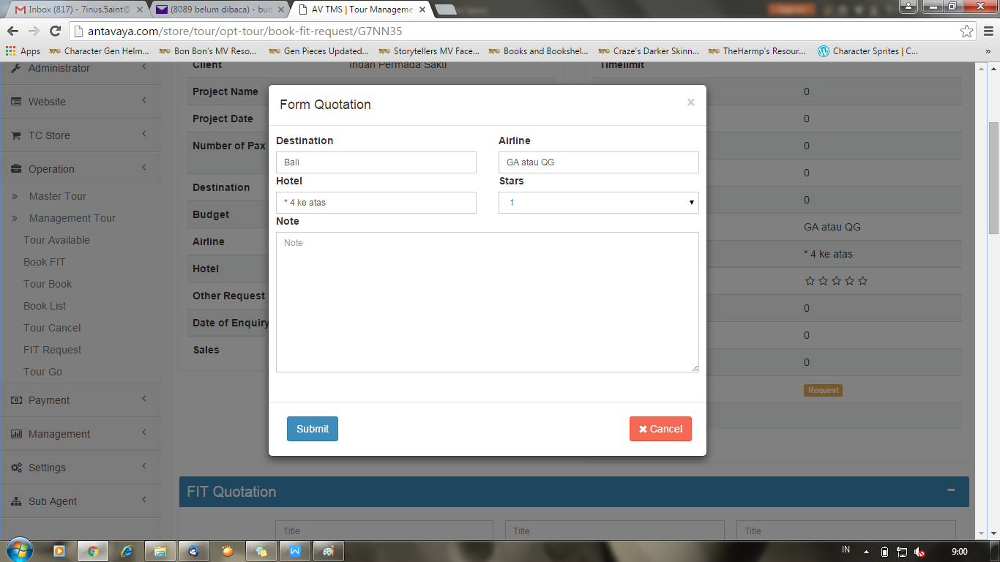 Inbox (817) - 7inus.5aint@
(8089 belum dibaca) - bud
AV TMS | Tour Manageme
antavaya.com/store/tour/opt-tour/book-fit-request/G7NN35
Apps
Character Gen Helm...
Bon Bon's MV Reso...
Gen Pieces Updated...
Storytellers MV Face...
Books and Bookshel...
Craze's Darker Skinn...
TheHarmp's Resour...
Character Sprites | C...
»
Administrator
Website
TC Store
Operation
Master Tour
Management Tour
Tour Available
Book FIT
Tour Book
Book List
Tour Cancel
FIT Request
Tour Go
Payment
Management
Settings
Sub Agent
Client Indah Permada Sakti
Project Name
Project Date
Number of Pax
Destination
Budget
Airline
Hotel
Other Request
Date of Enquiry
Sales
Form Quotation ×
Destination Airline
Bali GA atau QG
Hotel Stars
* 4 ke atas 1
Note
Note
Submit Cancel
Timelimit
0
0
0
0
0
GA atau QG
* 4 ke atas
0
0
0
Request
FIT Quotation
Title Title Title
IN 9:00